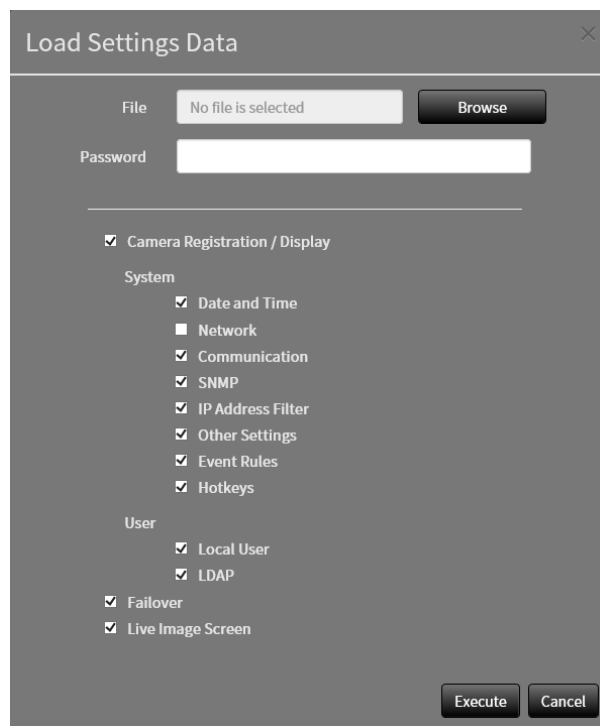 Load Settings Data
File
No file is selected
Browse
Password
Camera Registration / Display
System
Date and Time
Network
Communication
SNMP
IP Address Filter
Other Settings
Event Rules
Hotkeys
User
Local User
LDAP
Failover
Live Image Screen
Execute
Cancel